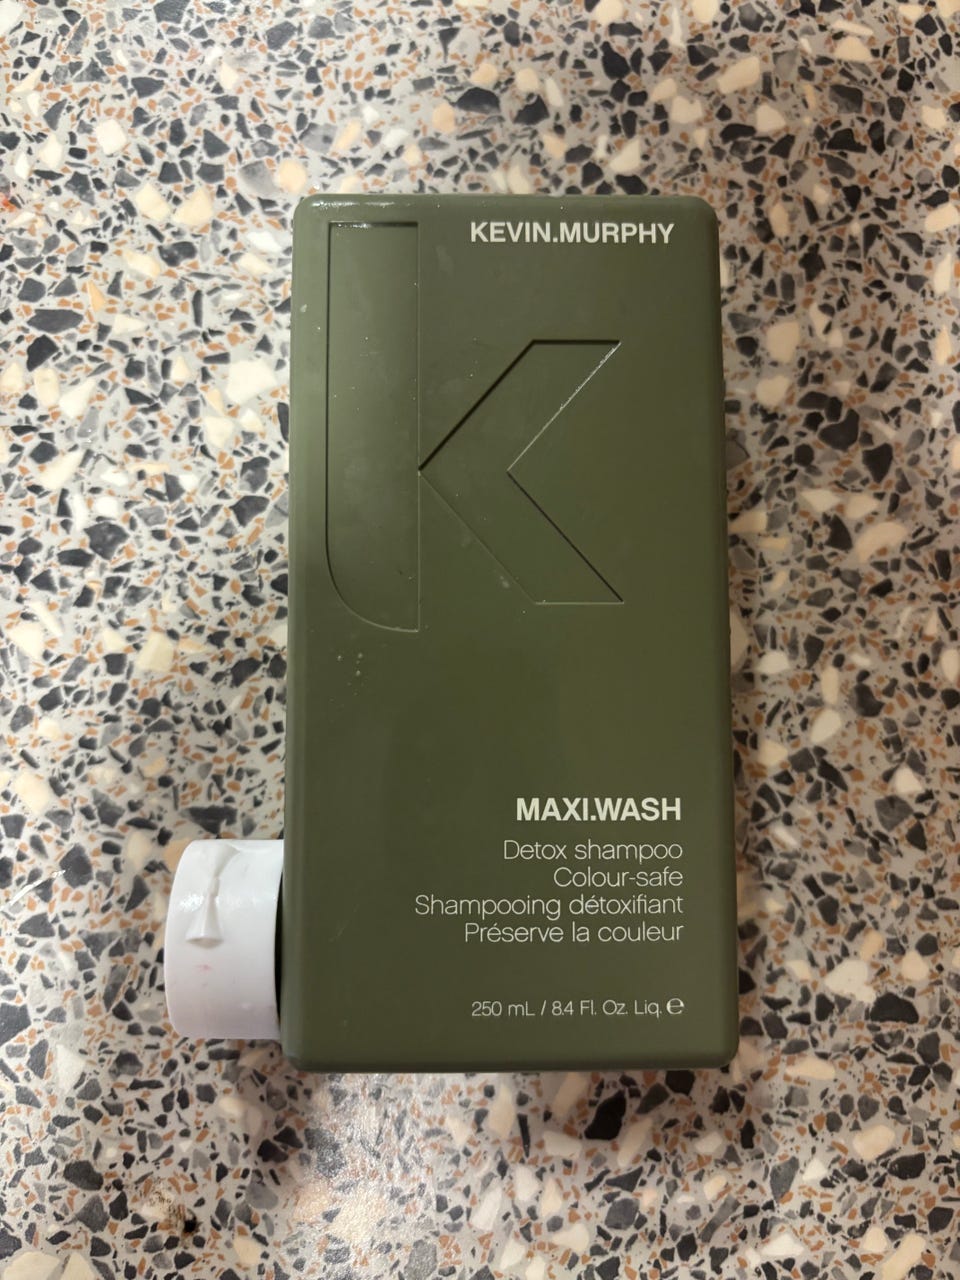 KEVIN.MURPHY
MAXI.WASH
Detox shampoo
Colour-safe
Shampooing détoxifiant
Préserve la couleur
250 mL / 8.4 Fl. Oz. Liq. ℮